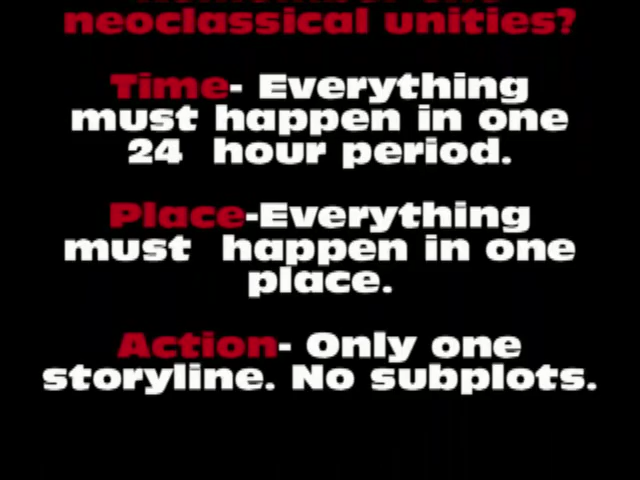 neoclassical unities?
Time- Everything
must happen in one
24 hour period.
Place-Everything
must happen in one
place.
Action- Only one
storyline. No subplots.